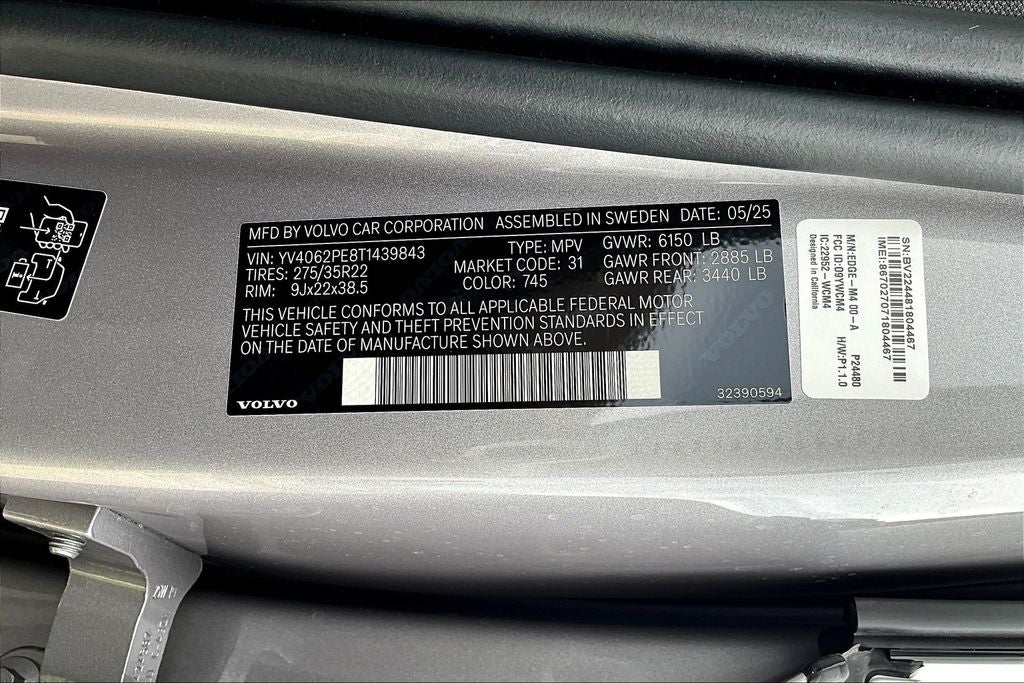 MFD BY VOLVO CAR CORPORATION ASSEMBLED IN SWEDEN DATE: 05/25
VIN: YV4062PE8T1439843 TYPE: MPV GVWR: 6150 LB
TIRES: 275/35R22 MARKET CODE: 31 GAWR FRONT: 2885 LB
RIM: 9Jx22x38.5 COLOR: 745 GAWR REAR: 3440 LB
THIS VEHICLE CONFORMS TO ALL APPLICABLE FEDERAL MOTOR
VEHICLE SAFETY AND THEFT PREVENTION STANDARDS IN EFFECT
ON THE DATE OF MANUFACTURE SHOWN ABOVE.
VOLVO
32390594
SN:BV224481804467
IMEI:867027071804467
M/N:EDGE-M4 00-A P24480
FCC ID:09YWCM4 H/W:P1.1.0
IC:22952-WCM4
Designed in California